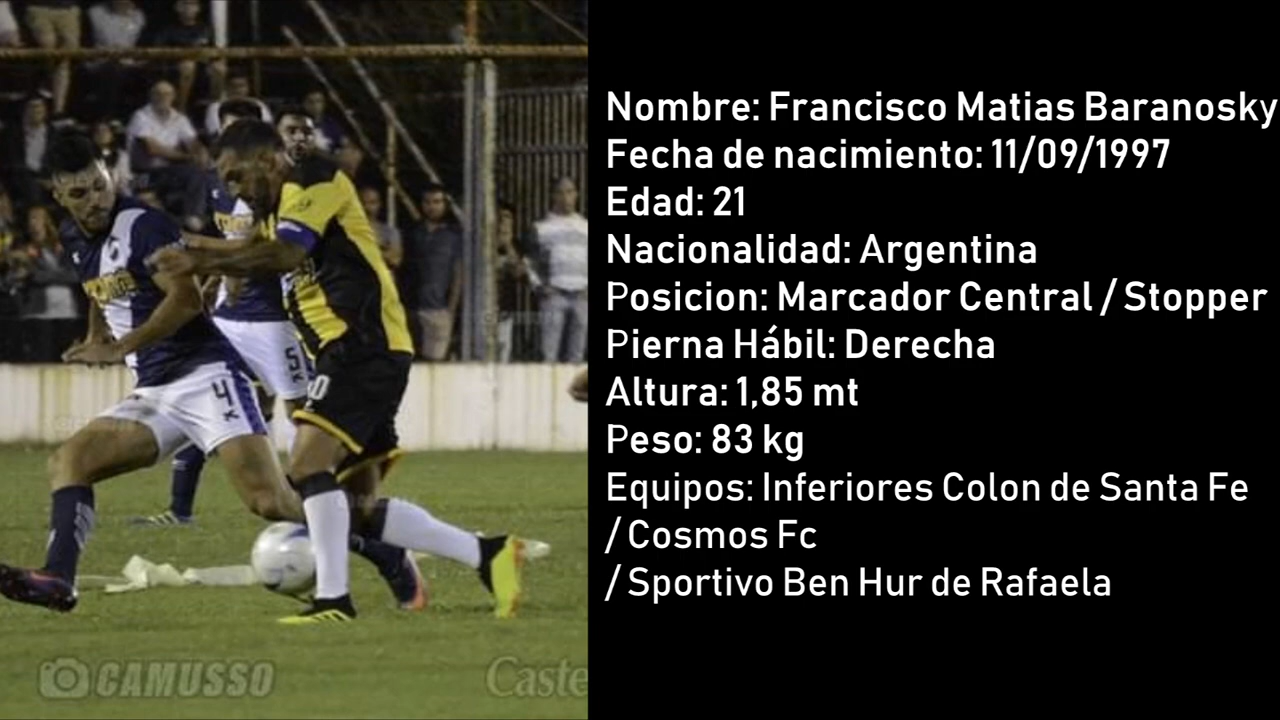 Nombre: Francisco Matias Baranosky
Fecha de nacimiento: 11/09/1997
Edad: 21
Nacionalidad: Argentina
Posicion: Marcador Central / Stopper
Pierna Hábil: Derecha
Altura: 1,85 mt
Peso: 83 kg
Equipos: Inferiores Colon de Santa Fe
/ Cosmos Fc
/ Sportivo Ben Hur de Rafaela
4
5
CAMUSSO
Caste